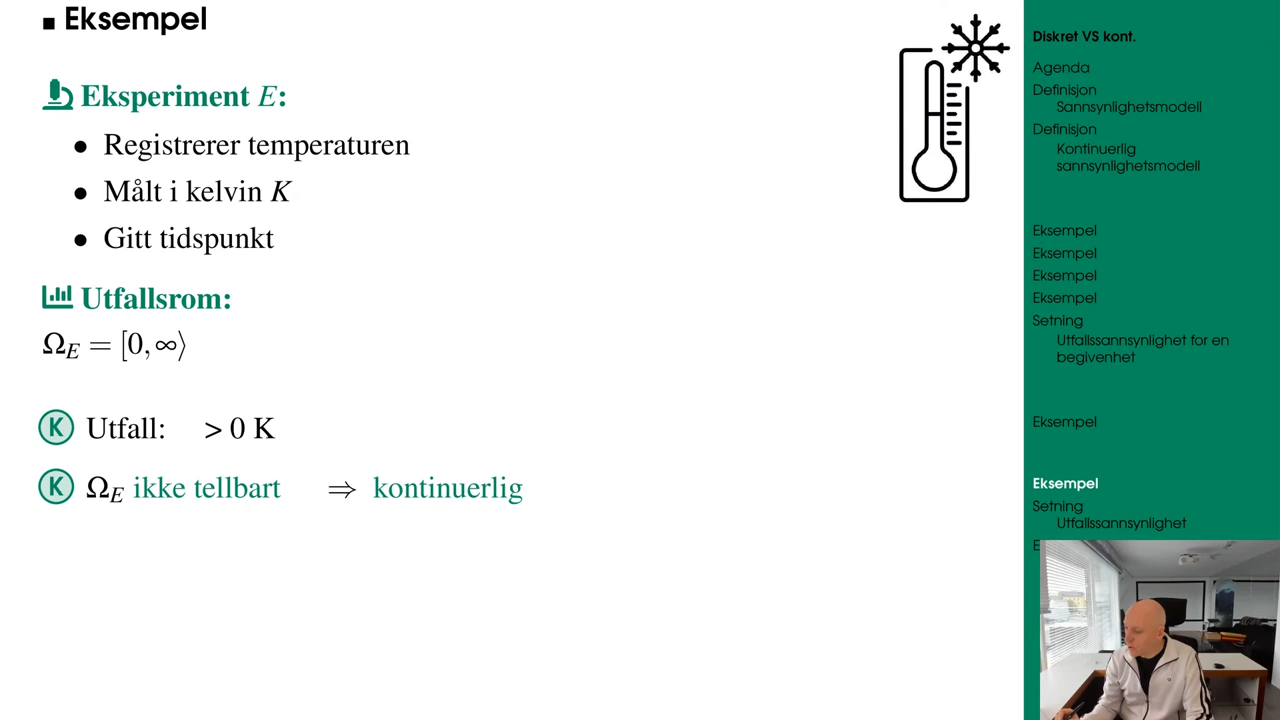 ■ Eksempel
Eksperiment E:
• Registrerer temperaturen
• Målt i kelvin K
• Gitt tidspunkt
Utfallsrom:
Ω_E = [0, ∞⟩
K Utfall: > 0 K
K Ω_E ikke tellbart ⇒ kontinuerlig
Diskret VS kont.
Agenda
Definisjon
Sannsynlighetsmodell
Definisjon
Kontinuerlig
sannsynlighetsmodell
Eksempel
Eksempel
Eksempel
Eksempel
Setning
Utfallssannsynlighet for en
begivenhet
Eksempel
Eksempel
Setning
Utfallssannsynlighet